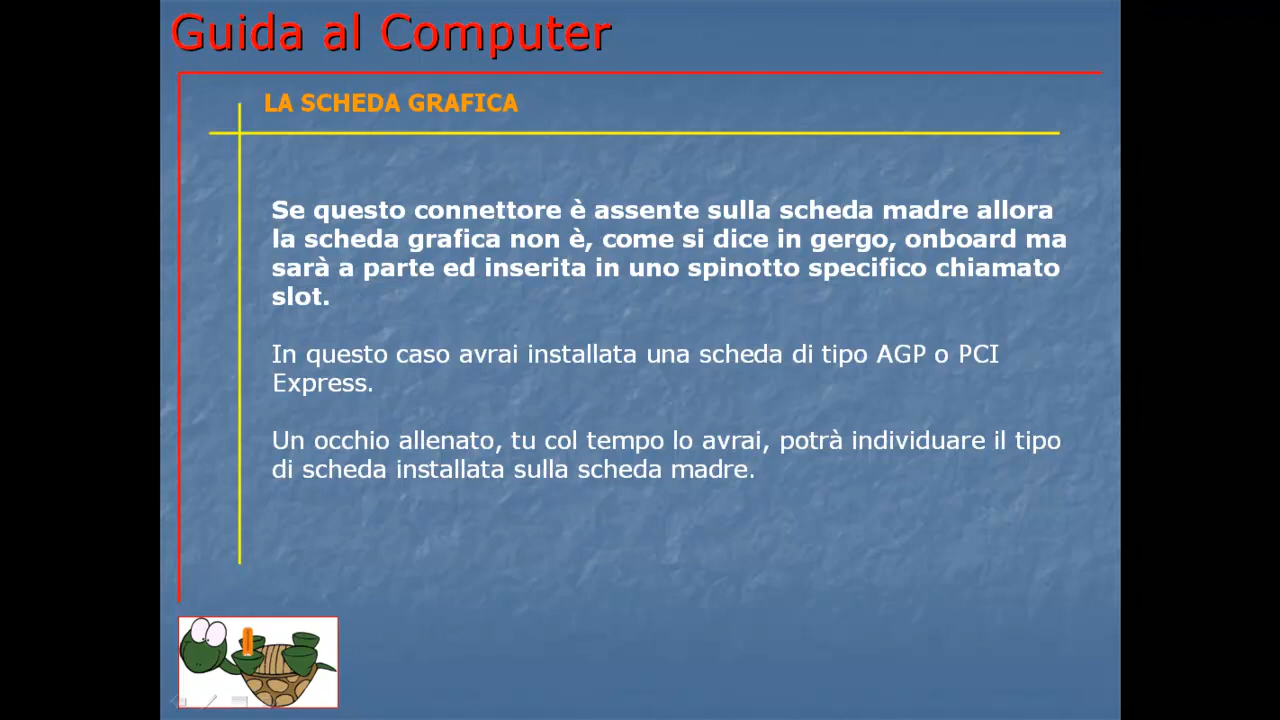 Guida al Computer
LA SCHEDA GRAFICA
Se questo connettore è assente sulla scheda madre allora
la scheda grafica non è, come si dice in gergo, onboard ma
sarà a parte ed inserita in uno spinotto specifico chiamato
slot.
In questo caso avrai installata una scheda di tipo AGP o PCI
Express.
Un occhio allenato, tu col tempo lo avrai, potrà individuare il tipo
di scheda installata sulla scheda madre.